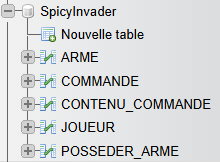 SpicyInvader
Nouvelle table
ARME
COMMANDE
CONTENU_COMMANDE
JOUEUR
POSSEDER_ARME